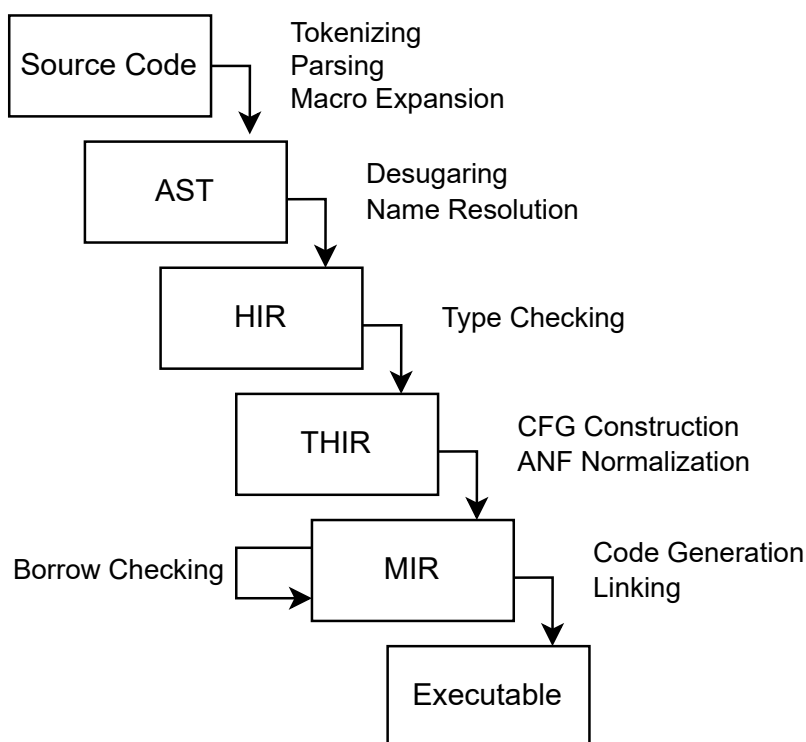 Source Code
Tokenizing
Parsing
Macro Expansion
AST
Desugaring
Name Resolution
HIR
Type Checking
THIR
CFG Construction
ANF Normalization
Borrow Checking
MIR
Code Generation
Linking
Executable